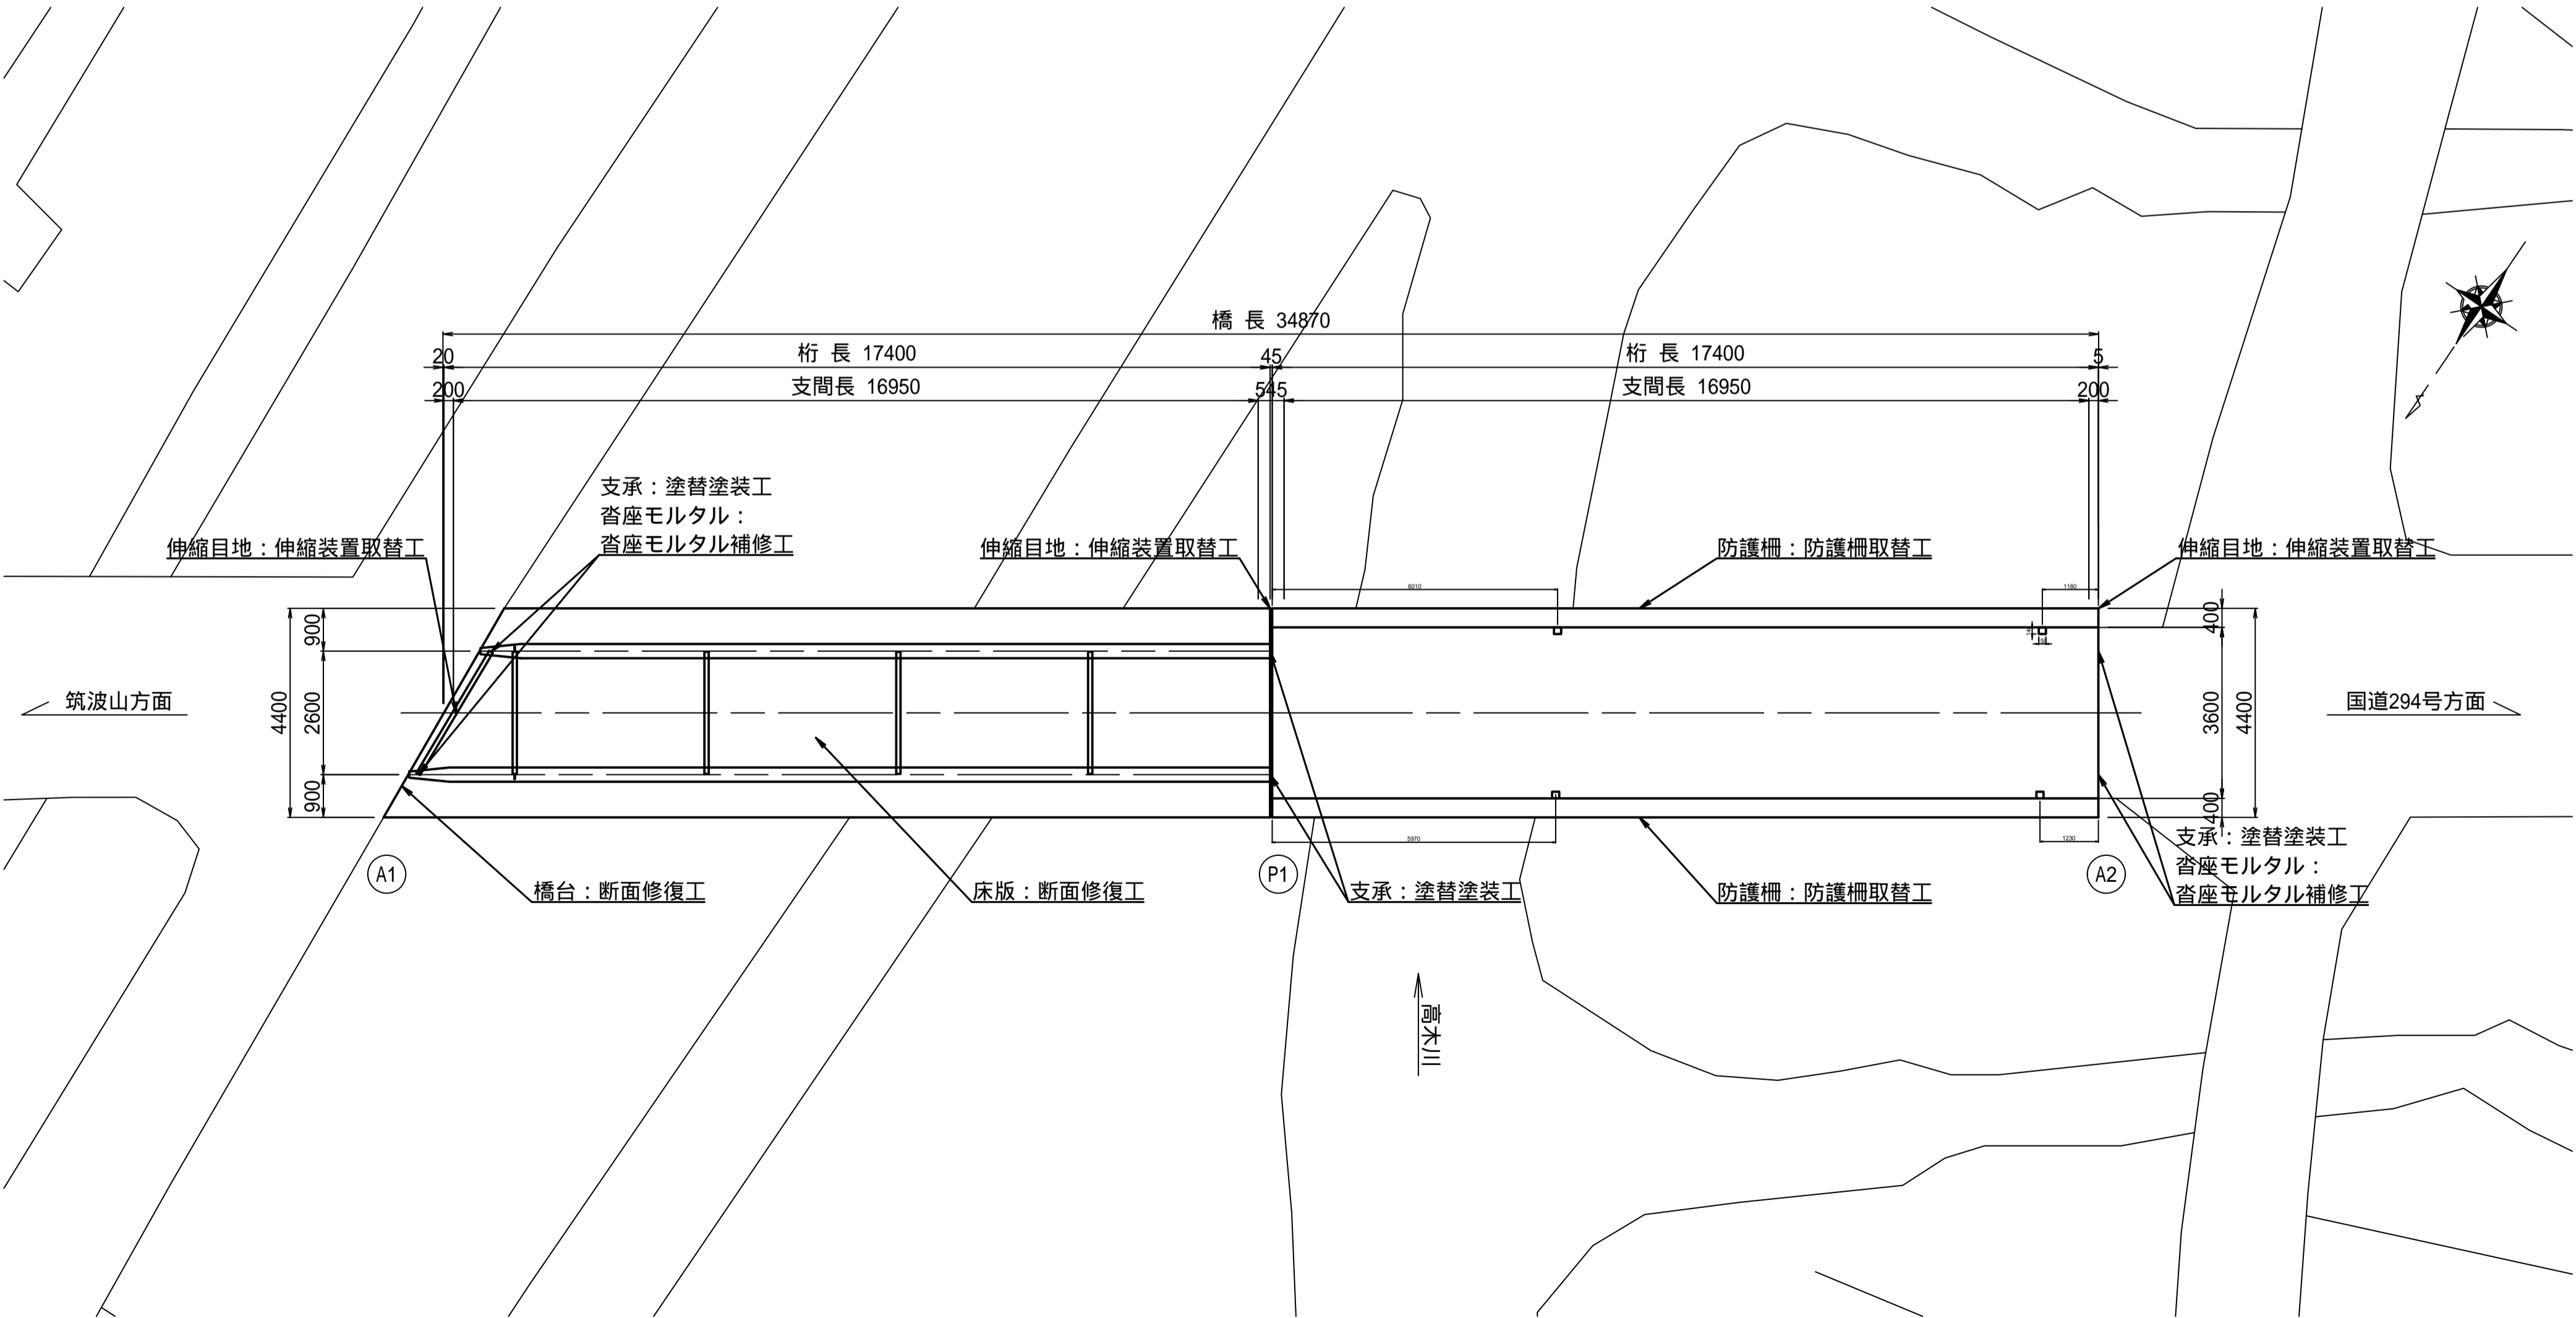 橋 長 34870
20
桁 長 17400
45
桁 長 17400
5
200
支間長 16950
545
支間長 16950
200
支承：塗替塗装工
沓座モルタル：
沓座モルタル補修工
伸縮目地：伸縮装置取替工
伸縮目地：伸縮装置取替工
防護柵：防護柵取替工
伸縮目地：伸縮装置取替工
6010
1180
900
2600
900
4400
400
3600
400
4400
筑波山方面
国道294号方面
5970
1230
A1
P1
A2
橋台：断面修復工
床版：断面修復工
支承：塗替塗装工
防護柵：防護柵取替工
支承：塗替塗装工
沓座モルタル：
沓座モルタル補修工
高木川